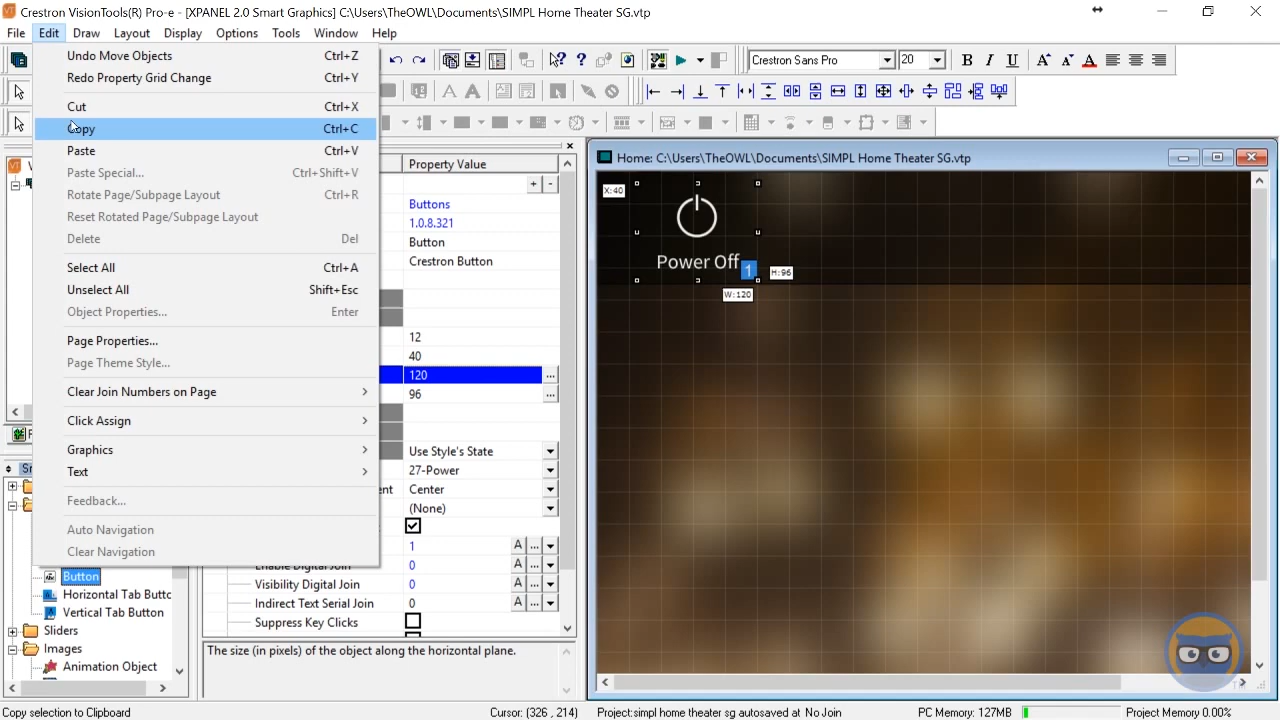 Crestron VisionTools(R) Pro-e - [XPANEL 2.0 Smart Graphics] C:\Users\TheOWL\Documents\SIMPL Home Theater SG.vtp
File Edit Draw Layout Display Options Tools Window Help
Undo Move Objects Ctrl+Z
Redo Property Grid Change Ctrl+Y
Cut Ctrl+X
Copy Ctrl+C
Paste Ctrl+V
Paste Special... Ctrl+Shift+V
Rotate Page/Subpage Layout Ctrl+R
Reset Rotated Page/Subpage Layout
Delete Del
Select All Ctrl+A
Unselect All Shift+Esc
Object Properties... Enter
Page Properties...
Page Theme Style...
Clear Join Numbers on Page
Click Assign
Graphics
Text
Feedback...
Auto Navigation
Clear Navigation
Crestron Sans Pro 20 B I U A A A
Property Value
+ -
Buttons
1.0.8.321
Button
Crestron Button
12
40
120 ...
96 ...
Use Style's State
27-Power
Center
(None)
1 A ...
Enable Digital Join 0 A ...
Visibility Digital Join 0 A ...
Indirect Text Serial Join 0 A ...
Suppress Key Clicks
The size (in pixels) of the object along the horizontal plane.
Button
Horizontal Tab Butto
Vertical Tab Button
Sliders
Images
Animation Object
Home: C:\Users\TheOWL\Documents\SIMPL Home Theater SG.vtp
X:40
Power Off 1
H:96
W:120
Copy selection to Clipboard
Cursor: (326 , 214)
Project:simpl home theater sg autosaved at No Join
PC Memory: 127MB
Project Memory 0.00%